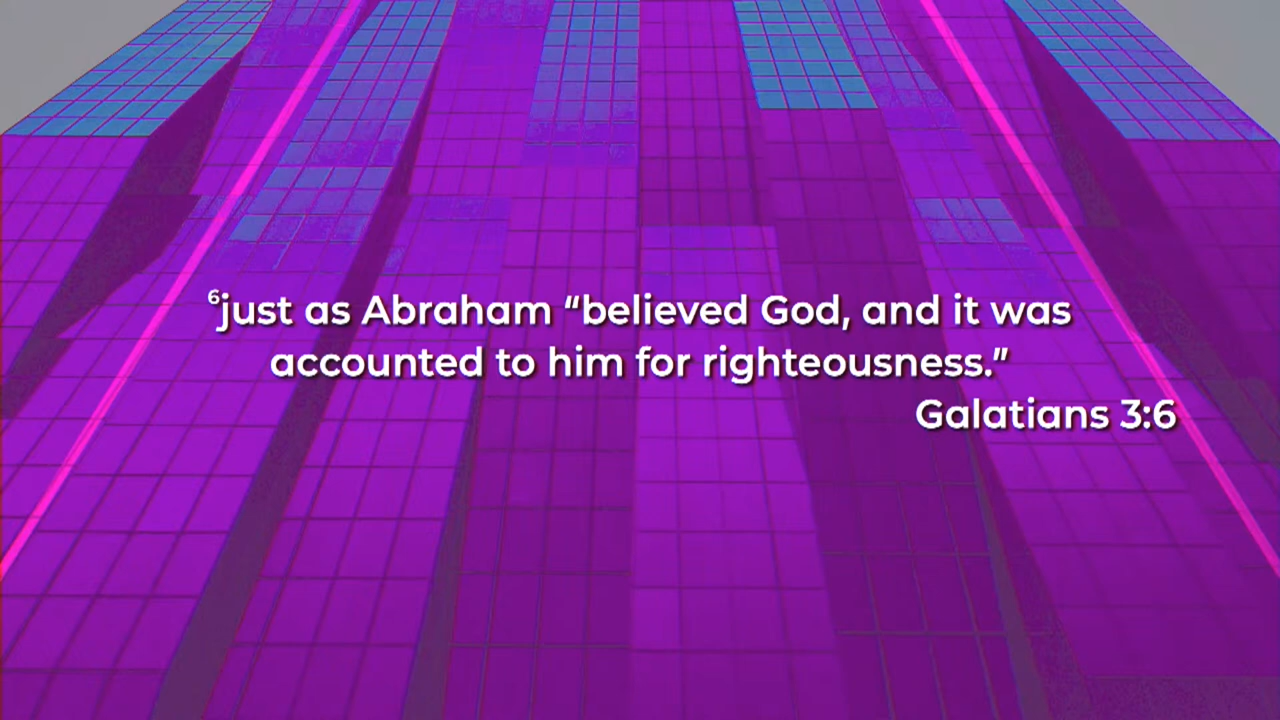 ⁶just as Abraham “believed God, and it was
accounted to him for righteousness.”
Galatians 3:6